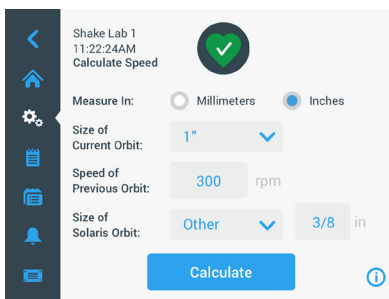 Shake Lab 1
11:22:24AM
Calculate Speed
Measure In: Millimeters Inches
Size of
Current Orbit: 1"
Speed of
Previous Orbit: 300 rpm
Size of
Solaris Orbit: Other 3/8 in
Calculate